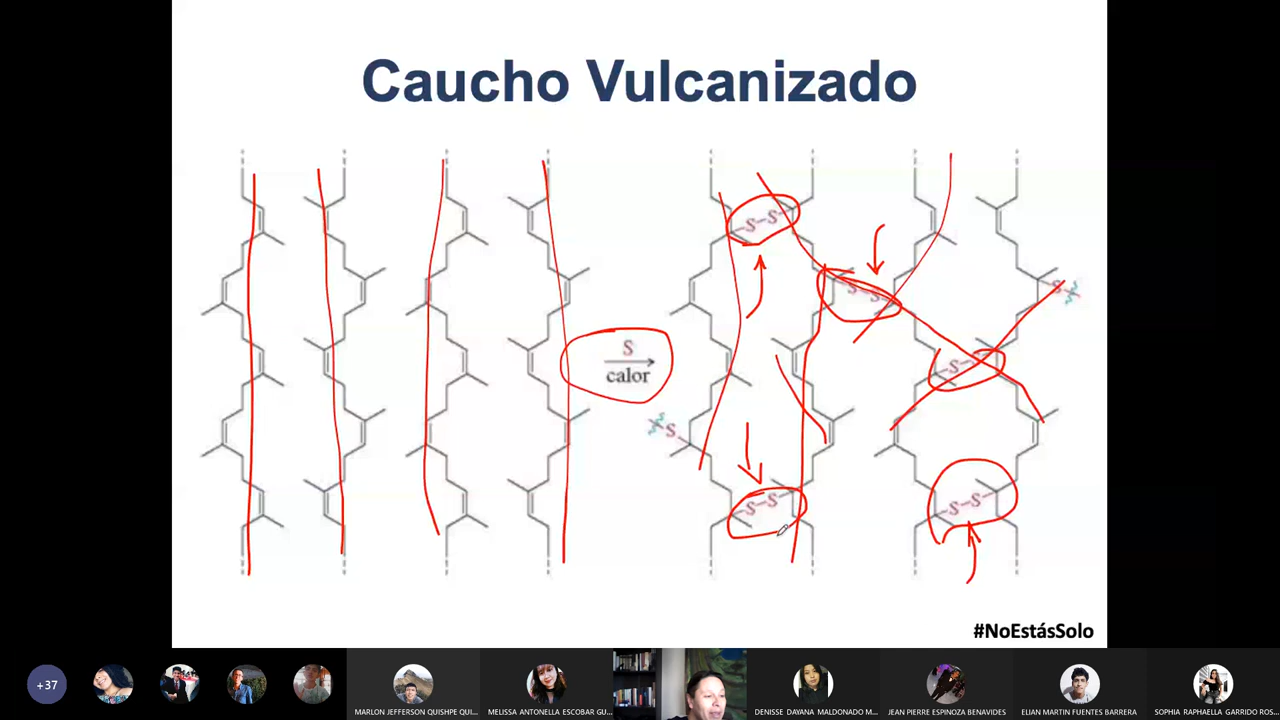 Caucho Vulcanizado
S-S
S-S
S
S
calor
S-S
S
S-S
S-S
#NoEstásSolo
+37
MARLON JEFFERSON QUISHPE QUI...
MELISSA ANTONELLA ESCOBAR GU...
DENISSE DAYANA MALDONADO M...
JEAN PIERRE ESPINOZA BENAVIDES
ELIAN MARTIN FUENTES BARRERA
SOPHIA RAPHAELLA GARRIDO ROS...